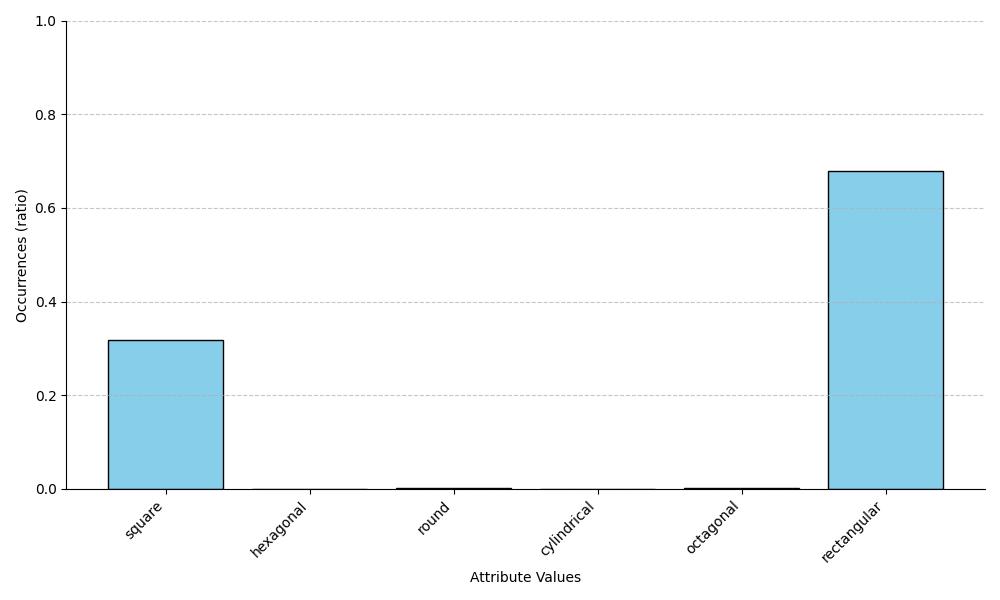 1.0
0.8
0.6
0.4
0.2
0.0
Occurrences (ratio)
square
hexagonal
round
cylindrical
octagonal
rectangular
Attribute Values